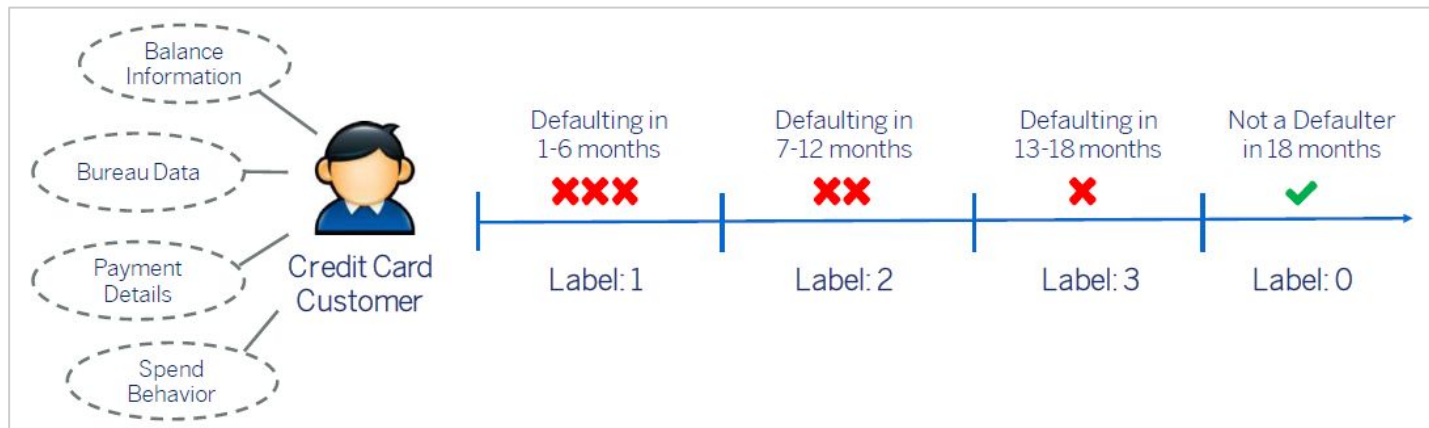 Balance
Information
Bureau Data
Payment
Details
Spend
Behavior
Credit Card
Customer
Defaulting in
1-6 months
Defaulting in
7-12 months
Defaulting in
13-18 months
Not a Defaulter
in 18 months
Label: 1
Label: 2
Label: 3
Label: 0